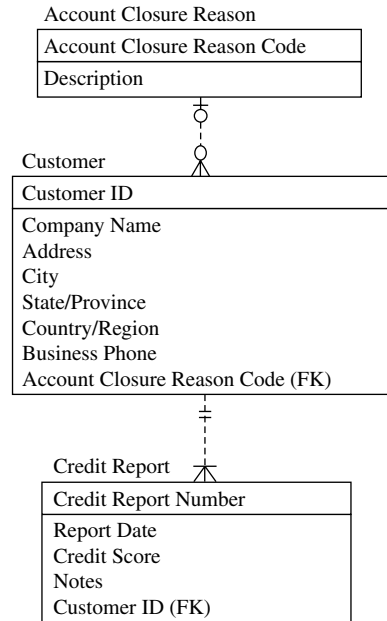 Account Closure Reason
Account Closure Reason Code
Description
Customer
Customer ID
Company Name
Address
City
State/Province
Country/Region
Business Phone
Account Closure Reason Code (FK)
Credit Report
Credit Report Number
Report Date
Credit Score
Notes
Customer ID (FK)